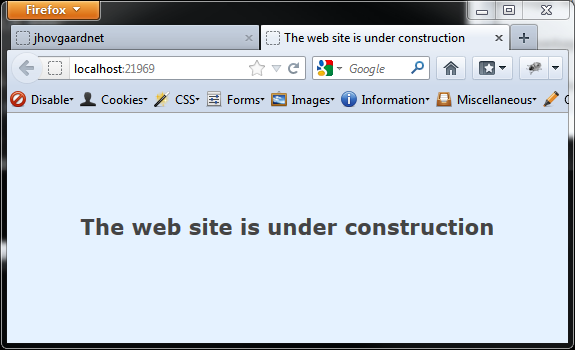 Firefox
jhovgaardnet The web site is under construction
localhost:21969 Google
Disable Cookies CSS Forms Images Information Miscellaneous
The web site is under construction